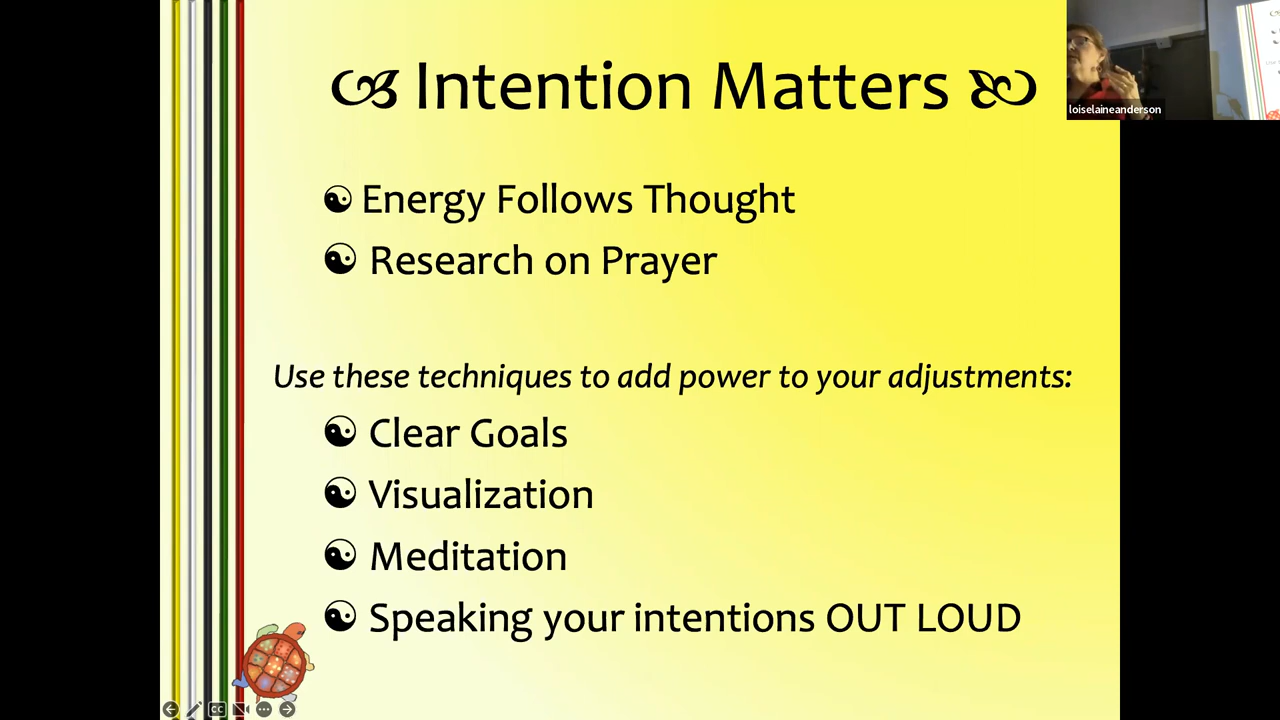 Intention Matters
Energy Follows Thought
Research on Prayer
Use these techniques to add power to your adjustments:
Clear Goals
Visualization
Meditation
Speaking your intentions OUT LOUD
loiselaineanderson
CC